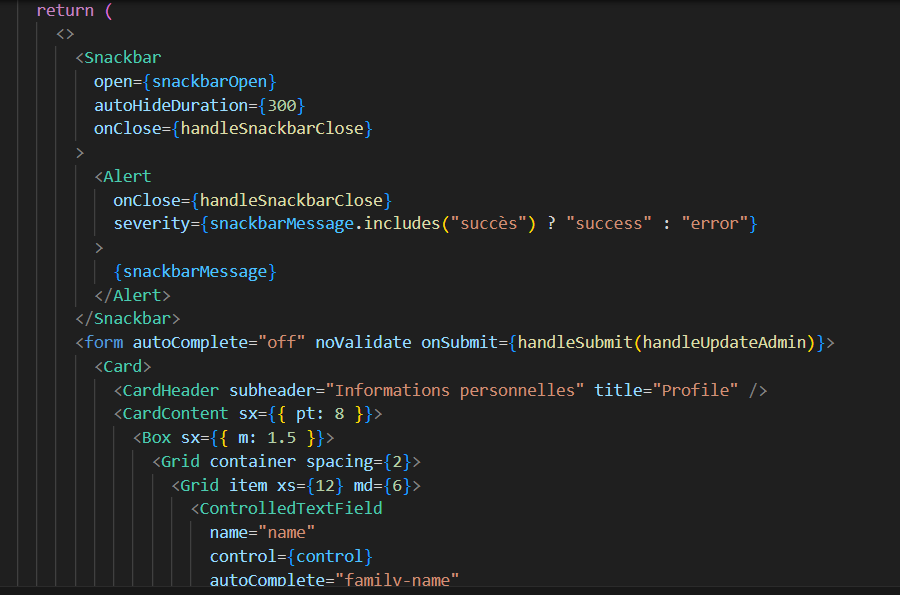 return (
<>
<Snackbar
open={snackbarOpen}
autoHideDuration={300}
onClose={handleSnackbarClose}
>
<Alert
onClose={handleSnackbarClose}
severity={snackbarMessage.includes("succès") ? "success" : "error"}
>
{snackbarMessage}
</Alert>
</Snackbar>
<form autoComplete="off" noValidate onSubmit={handleSubmit(handleUpdateAdmin)}>
<Card>
<CardHeader subheader="Informations personnelles" title="Profile" />
<CardContent sx={{ pt: 8 }}>
<Box sx={{ m: 1.5 }}>
<Grid container spacing={2}>
<Grid item xs={12} md={6}>
<ControlledTextField
name="name"
control={control}
autoComplete="family-name"